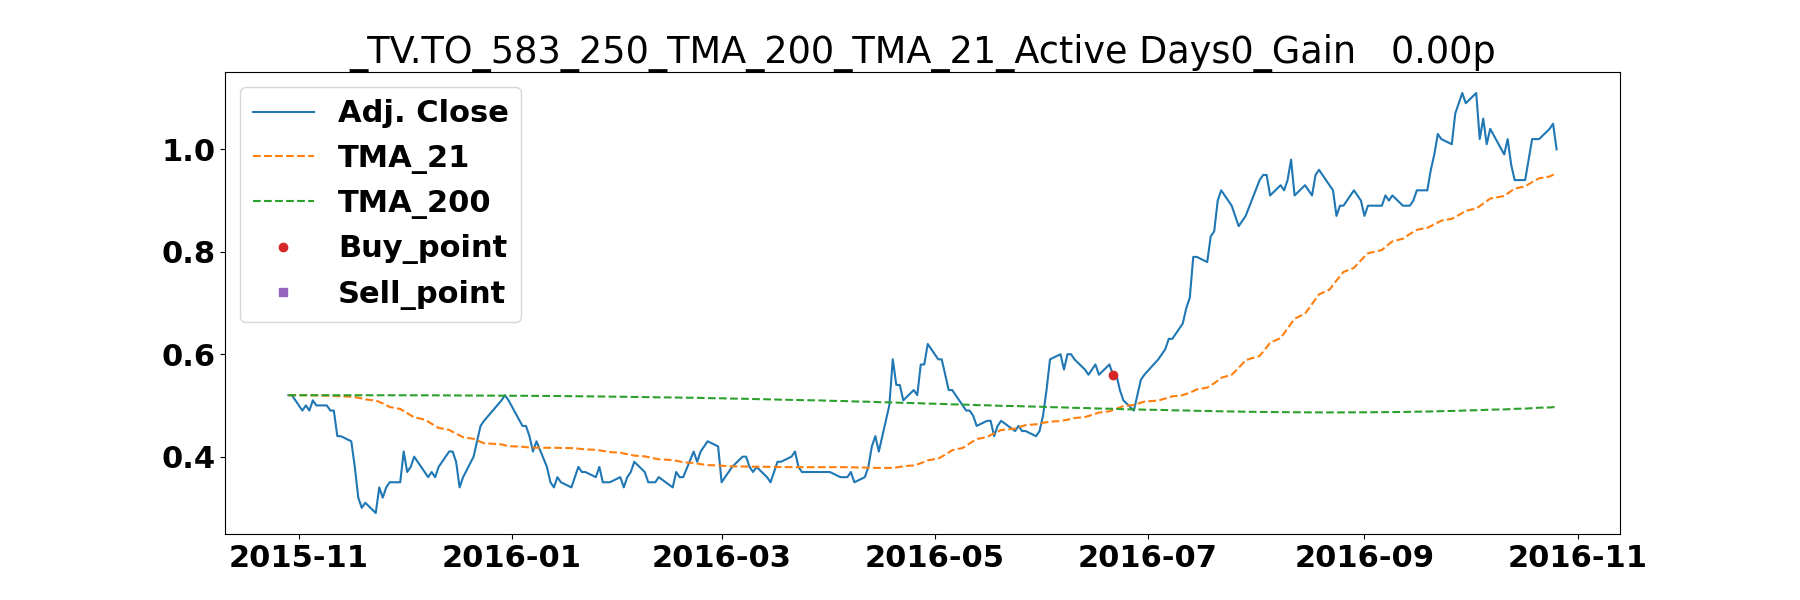 _TV.TO_583_250_TMA_200_TMA_21_Active Days0_Gain   0.00p
Adj. Close
TMA_21
TMA_200
Buy_point
Sell_point
1.0
0.8
0.6
0.4
2015-11 2016-01 2016-03 2016-05 2016-07 2016-09 2016-11